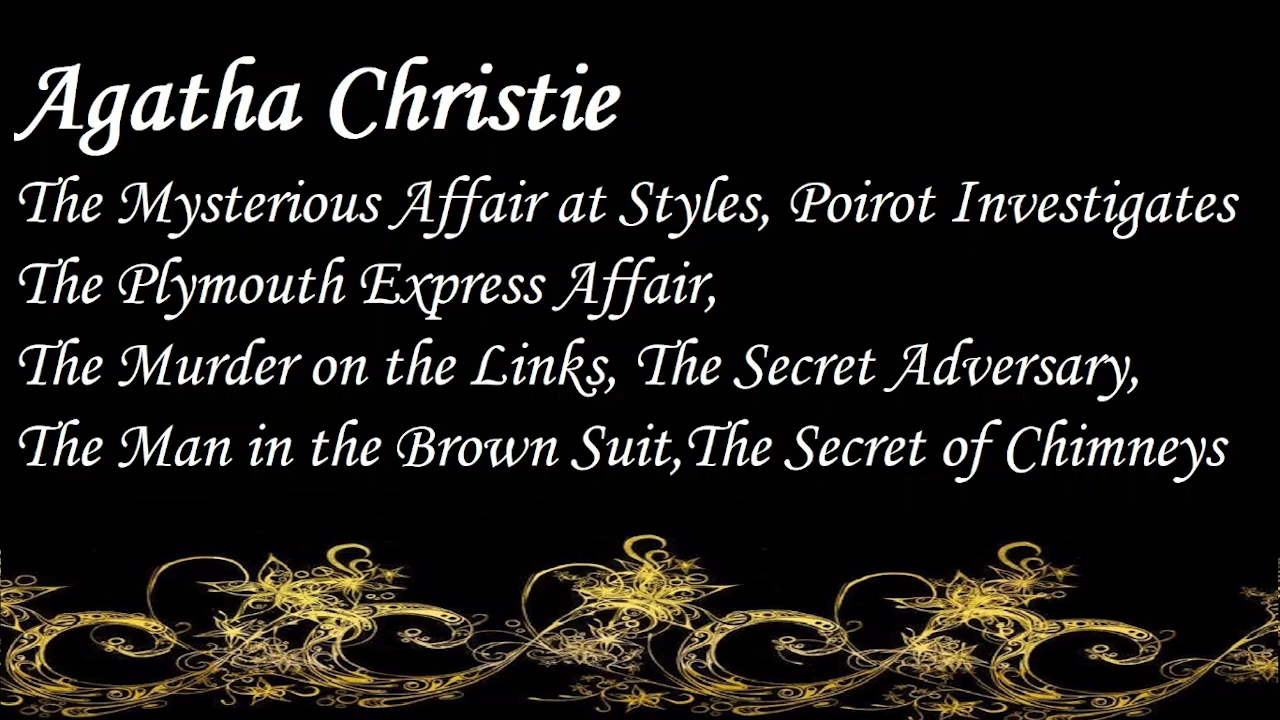 Agatha Christie
The Mysterious Affair at Styles, Poirot Investigates
The Plymouth Express Affair,
The Murder on the Links, The Secret Adversary,
The Man in the Brown Suit,The Secret of Chimneys